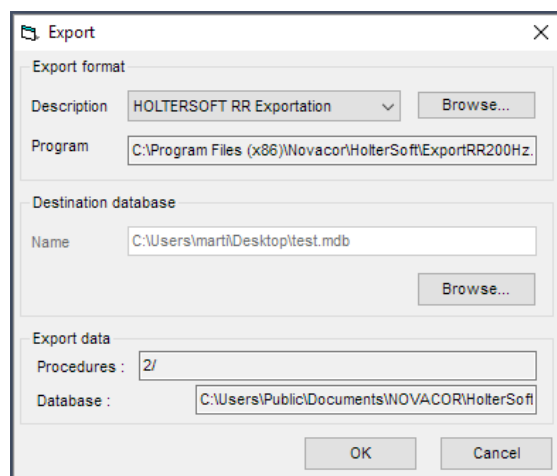 Export
Export format
Description HOLTERSOFT RR Exportation Browse...
Program C:\Program Files (x86)\Novacor\HolterSoft\ExportRR200Hz.
Destination database
Name C:\Users\marti\Desktop\test.mdb
Browse...
Export data
Procedures : 2/
Database : C:\Users\Public\Documents\NOVACOR\HolterSoft
OK Cancel